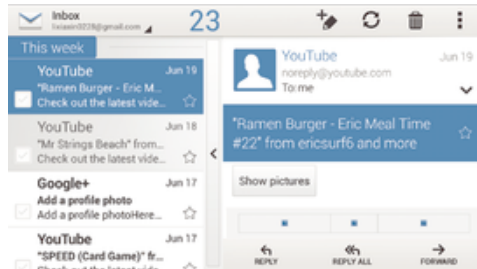 Inbox
23
This week
YouTube Jun 19
"Ramen Burger - Eric M...
Check out the latest vide...
YouTube Jun 18
"Mr Strings Beach" from...
Check out the latest vide...
Google+ Jun 17
Add a profile photo
Add a profile photoHere...
YouTube Jun 17
"SPEED (Card Game)" fr...
YouTube Jun 19
noreply@youtube.com
To: me
"Ramen Burger - Eric Meal Time
#22" from ericsurf6 and more
Show pictures
REPLY
REPLY ALL
FORWARD